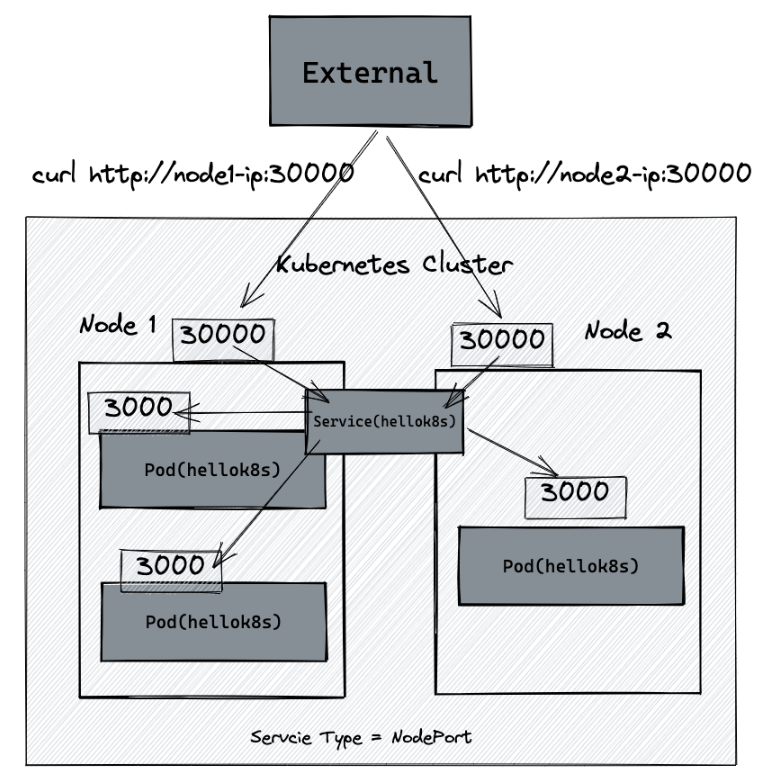 External
curl http://node1-ip:30000
curl http://node2-ip:30000
Kubernetes Cluster
Node 1
30000
30000
Node 2
3000
Service(hellok8s)
Pod(hellok8s)
3000
3000
Pod(hellok8s)
Pod(hellok8s)
Servcie Type = NodePort